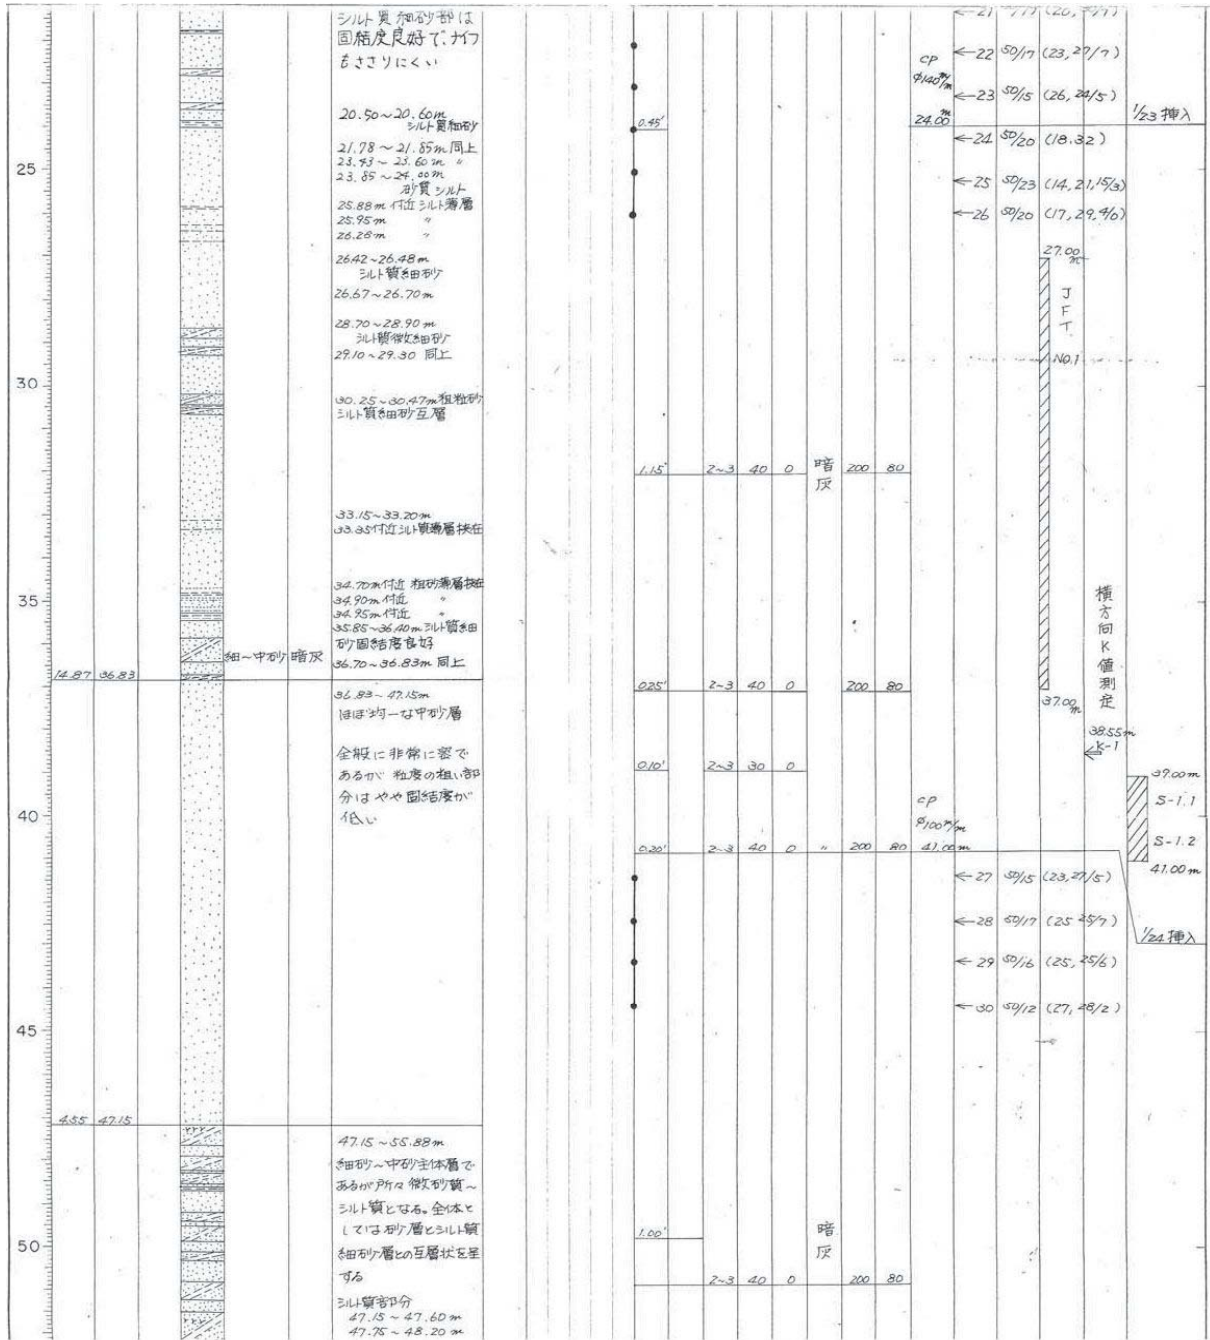 シルト質細砂部は
固結度良好で、ナイフ
もささりにくい
20.50～20.60m
シルト質細砂
21.78～21.85m 同上
23.43～23.60m 〃
23.85～24.00m
砂質シルト
25.88m付近シルト薄層
25.95m 〃
26.28m 〃
26.42～26.48m
シルト質細砂
26.67～26.70m
28.70～28.90m
シルト質微細砂
29.10～29.30 同上
30.25～30.47m粗粒砂
シルト質細砂互層
33.15～33.20m
33.35付近シルト質薄層挟在
34.70m付近 粗砂薄層挟在
34.90m付近 〃
34.95m付近 〃
35.85～36.40mシルト質細
砂固結度良好
36.70～36.83m 同上
細～中砂 暗灰
14.87 36.83
36.83～47.15m
ほぼ均一な中砂層
全般に非常に密で
あるが 粒度の粗い部
分はやや固結度が
低い
4.55 47.15
47.15～55.88m
細砂～中砂主体層で
あるが所々 微砂質～
シルト質となる。全体と
しては砂層とシルト質
細砂層との互層状を呈
する
シルト質部分
47.15～47.60m
47.75～48.20m
25
30
35
40
45
50
0.45'
1.15' 2~3 40 0 暗灰 200 80
0.25' 2~3 40 0 200 80
0.10' 2~3 30 0
0.20' 2~3 40 0 〃 200 80
1.00' 暗灰
2~3 40 0 200 80
CP
φ140m/m
24.00m
←22 50/17 (23, 27/7)
←23 50/15 (26, 24/5)
1/23 挿入
←24 50/20 (18.32)
←25 50/23 (14, 21, 15/3)
←26 50/20 (17, 29, 4/0)
27.00m
JFT
NO.1
37.00m
横方向K値測定
38.55m
K-1
39.00m
S-1.1
S-1.2
41.00m
CP
φ100m/m
41.00m
←27 50/15 (23, 27/5)
←28 50/17 (25 25/7)
1/24 挿入
←29 50/16 (25, 25/6)
←30 50/12 (27, 28/2)